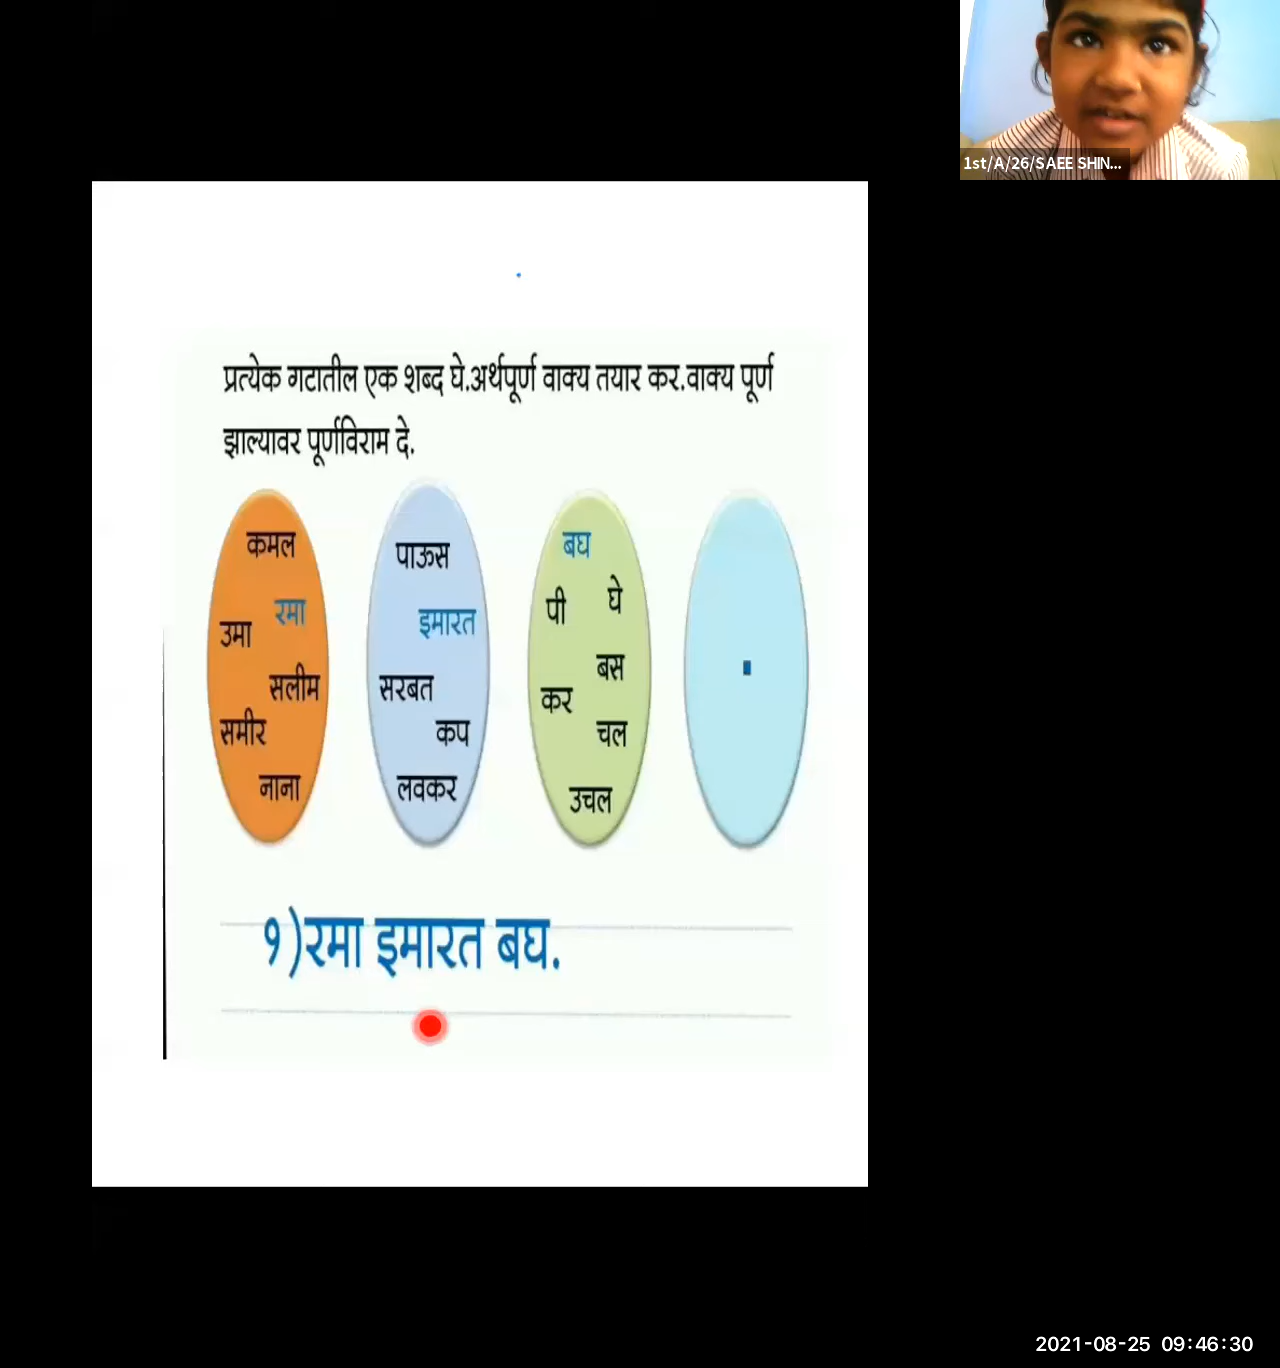 1st/A/26/SAEE SHIN...
प्रत्येक गटातील एक शब्द घे.अर्थपूर्ण वाक्य तयार कर.वाक्य पूर्ण
झाल्यावर पूर्णविराम दे.
कमल
रमा
उमा
सलीम
समीर
नाना
पाऊस
इमारत
सरबत
कप
लवकर
बघ
घे
पी
बस
कर
चल
उचल
.
१)रमा इमारत बघ.
2021-08-25 09:46:30